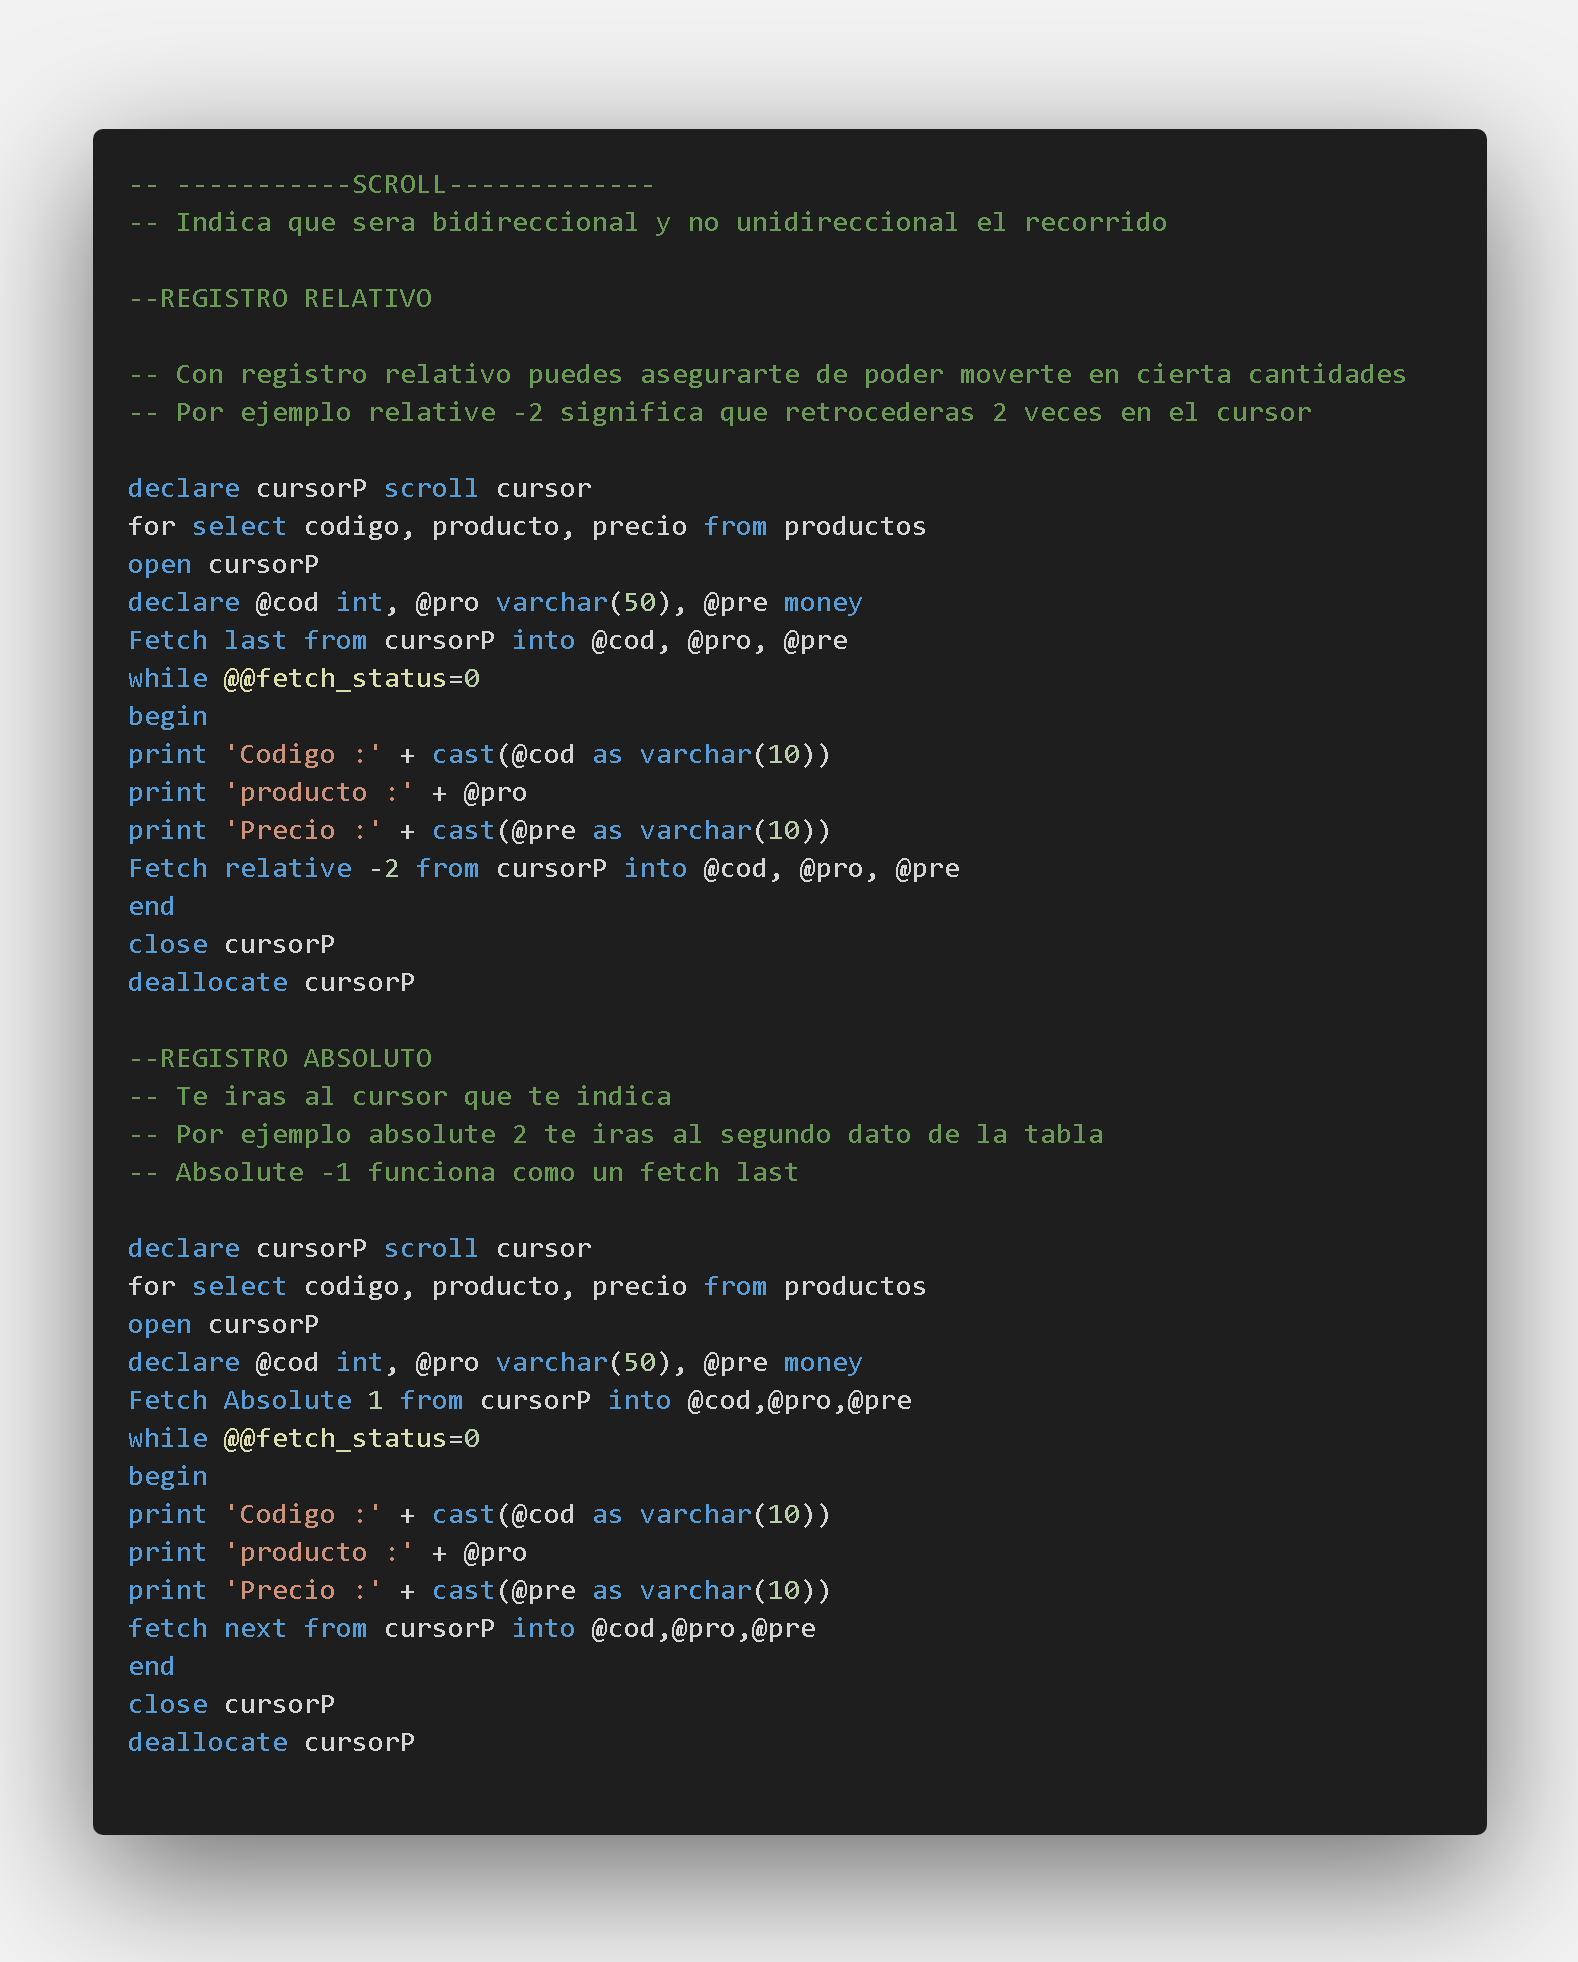 -- -----------SCROLL-------------
-- Indica que sera bidireccional y no unidireccional el recorrido
--REGISTRO RELATIVO
-- Con registro relativo puedes asegurarte de poder moverte en cierta cantidades
-- Por ejemplo relative -2 significa que retrocederas 2 veces en el cursor
declare cursorP scroll cursor
for select codigo, producto, precio from productos
open cursorP
declare @cod int, @pro varchar(50), @pre money
Fetch last from cursorP into @cod, @pro, @pre
while @@fetch_status=0
begin
print 'Codigo :' + cast(@cod as varchar(10))
print 'producto :' + @pro
print 'Precio :' + cast(@pre as varchar(10))
Fetch relative -2 from cursorP into @cod, @pro, @pre
end
close cursorP
deallocate cursorP
--REGISTRO ABSOLUTO
-- Te iras al cursor que te indica
-- Por ejemplo absolute 2 te iras al segundo dato de la tabla
-- Absolute -1 funciona como un fetch last
declare cursorP scroll cursor
for select codigo, producto, precio from productos
open cursorP
declare @cod int, @pro varchar(50), @pre money
Fetch Absolute 1 from cursorP into @cod,@pro,@pre
while @@fetch_status=0
begin
print 'Codigo :' + cast(@cod as varchar(10))
print 'producto :' + @pro
print 'Precio :' + cast(@pre as varchar(10))
fetch next from cursorP into @cod,@pro,@pre
end
close cursorP
deallocate cursorP